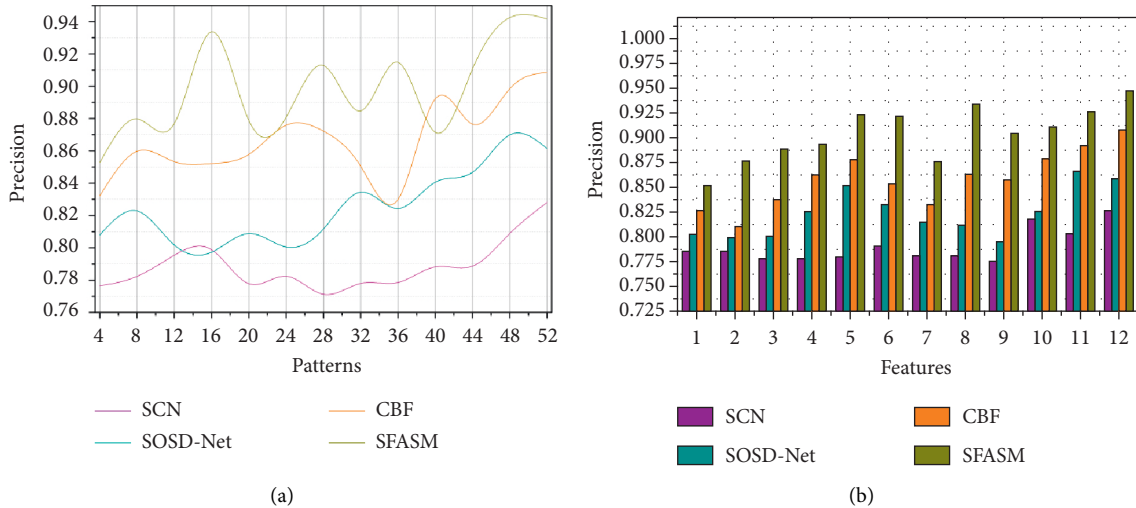 0.94
0.92
0.90
0.88
0.86
0.84
0.82
0.80
0.78
0.76
Precision
4 8 12 16 20 24 28 32 36 40 44 48 52
Patterns
SCN
SOSD-Net
CBF
SFASM
(a)
1.000
0.975
0.950
0.925
0.900
0.875
0.850
0.825
0.800
0.775
0.750
0.725
Precision
1 2 3 4 5 6 7 8 9 10 11 12
Features
SCN
SOSD-Net
CBF
SFASM
(b)